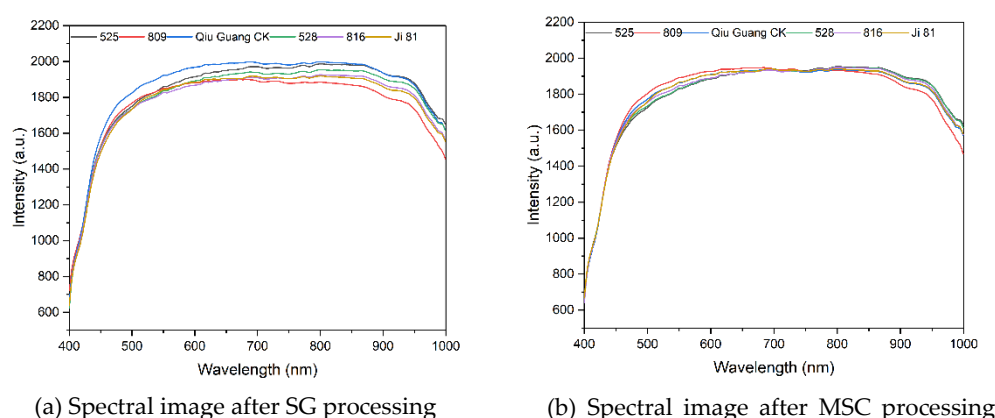 525 809 Qiu Guang CK 528 816 Ji 81
2200
2000
1800
1600
1400
1200
1000
800
600
Intensity (a.u.)
400 500 600 700 800 900 1000
Wavelength (nm)
(a) Spectral image after SG processing
525 809 Qiu Guang CK 528 816 Ji 81
2200
2000
1800
1600
1400
1200
1000
800
600
Intensity (a.u.)
400 500 600 700 800 900 1000
Wavelength (nm)
(b) Spectral image after MSC processing